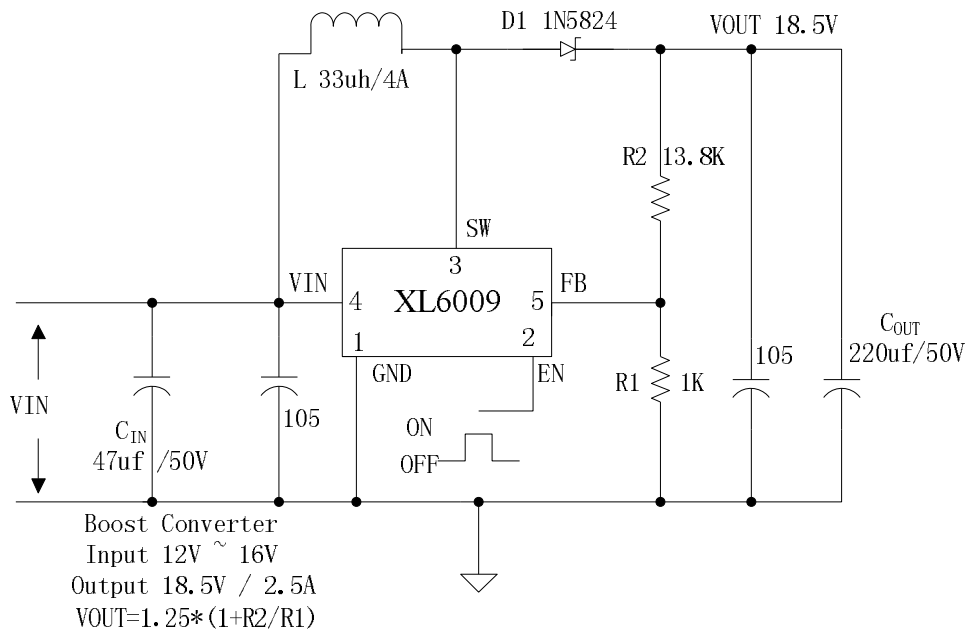 D1 1N5824
VOUT 18.5V
L 33uh/4A
R2 13.8K
SW
3
VIN
4
XL6009
5
FB
1
2
GND
EN
COUT
220uf/50V
105
R1 1K
VIN
CIN
47uf /50V
105
ON
OFF
Boost Converter
Input 12V ~ 16V
Output 18.5V / 2.5A
VOUT=1.25*(1+R2/R1)